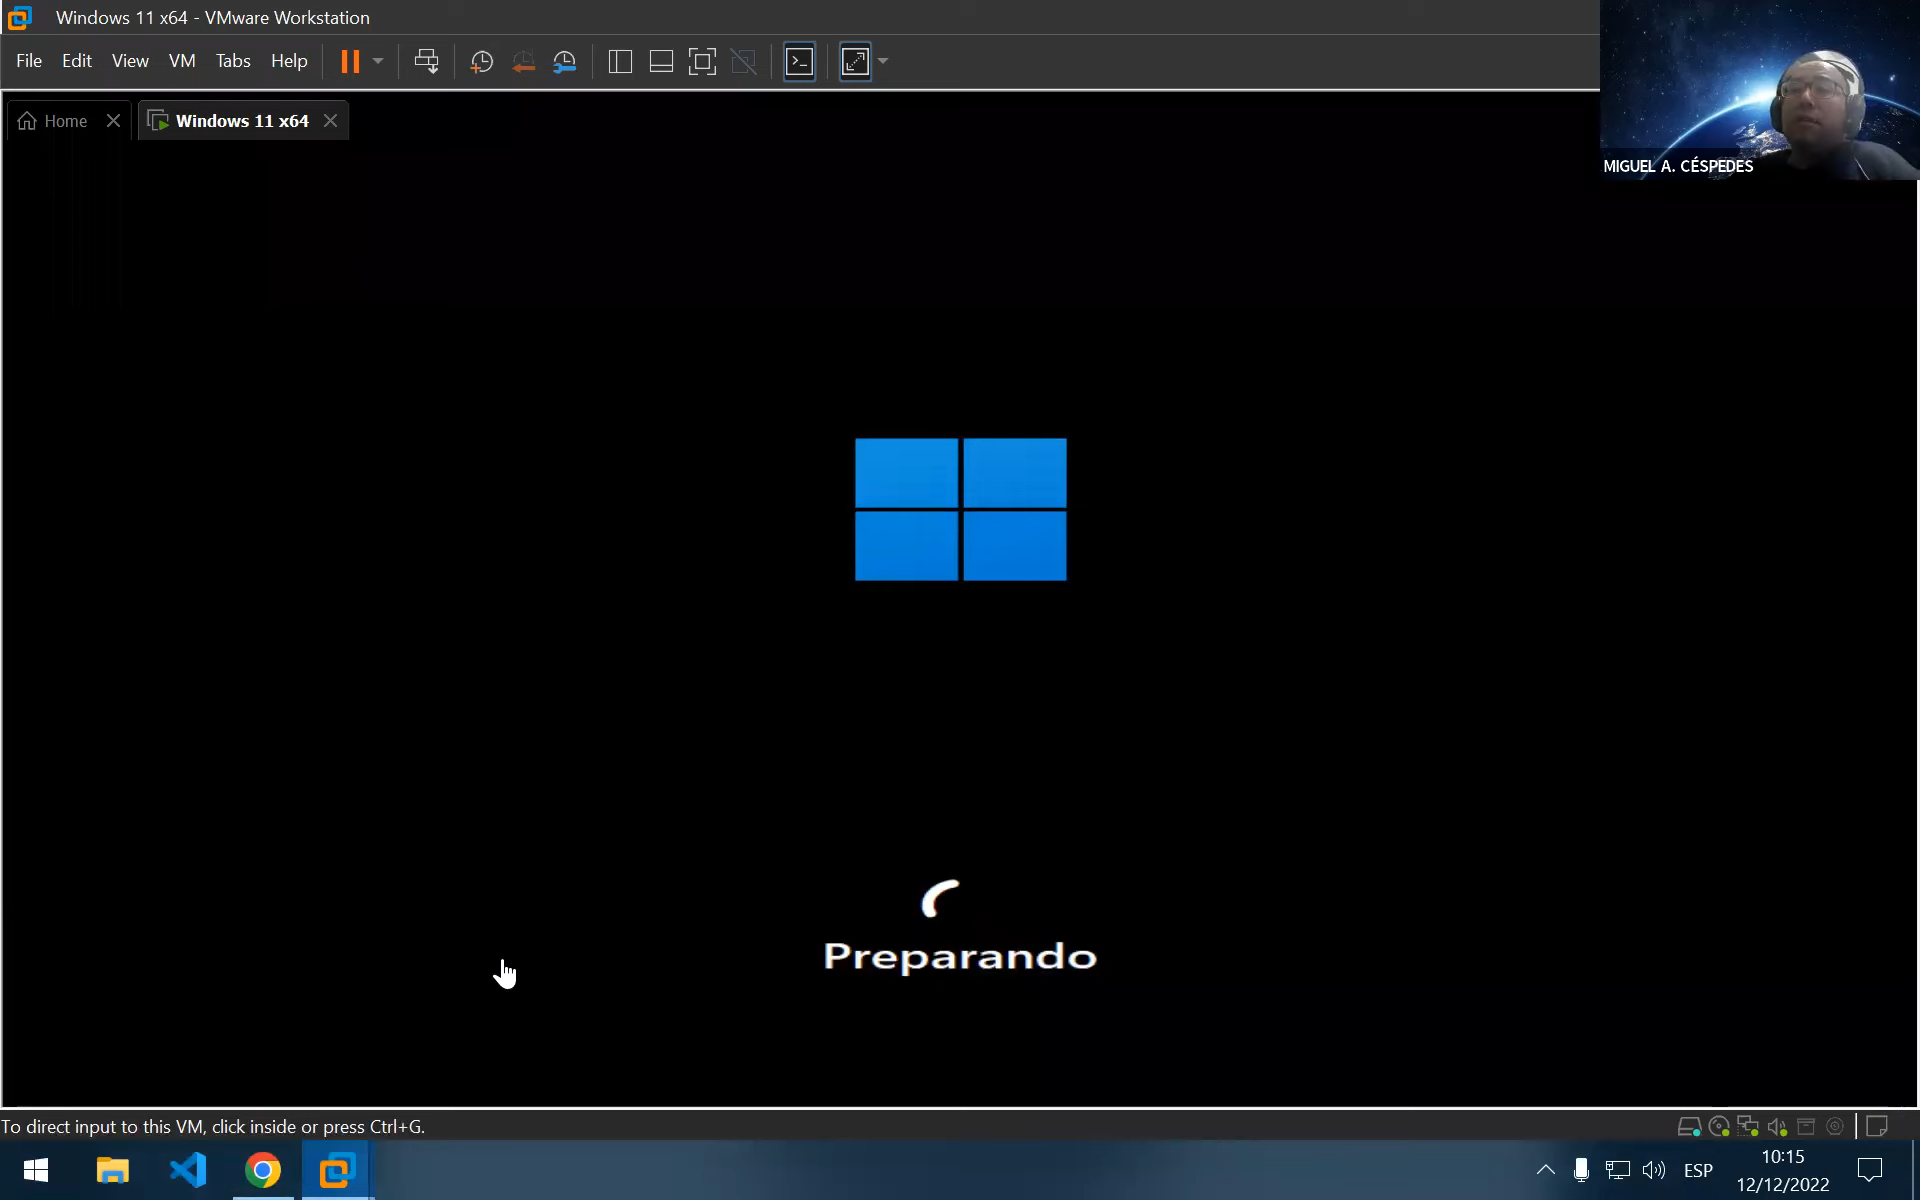 Windows 11 x64 - VMware Workstation
File Edit View VM Tabs Help
Home Windows 11 x64
MIGUEL A. CÉSPEDES
Preparando
To direct input to this VM, click inside or press Ctrl+G.
ESP
10:15
12/12/2022